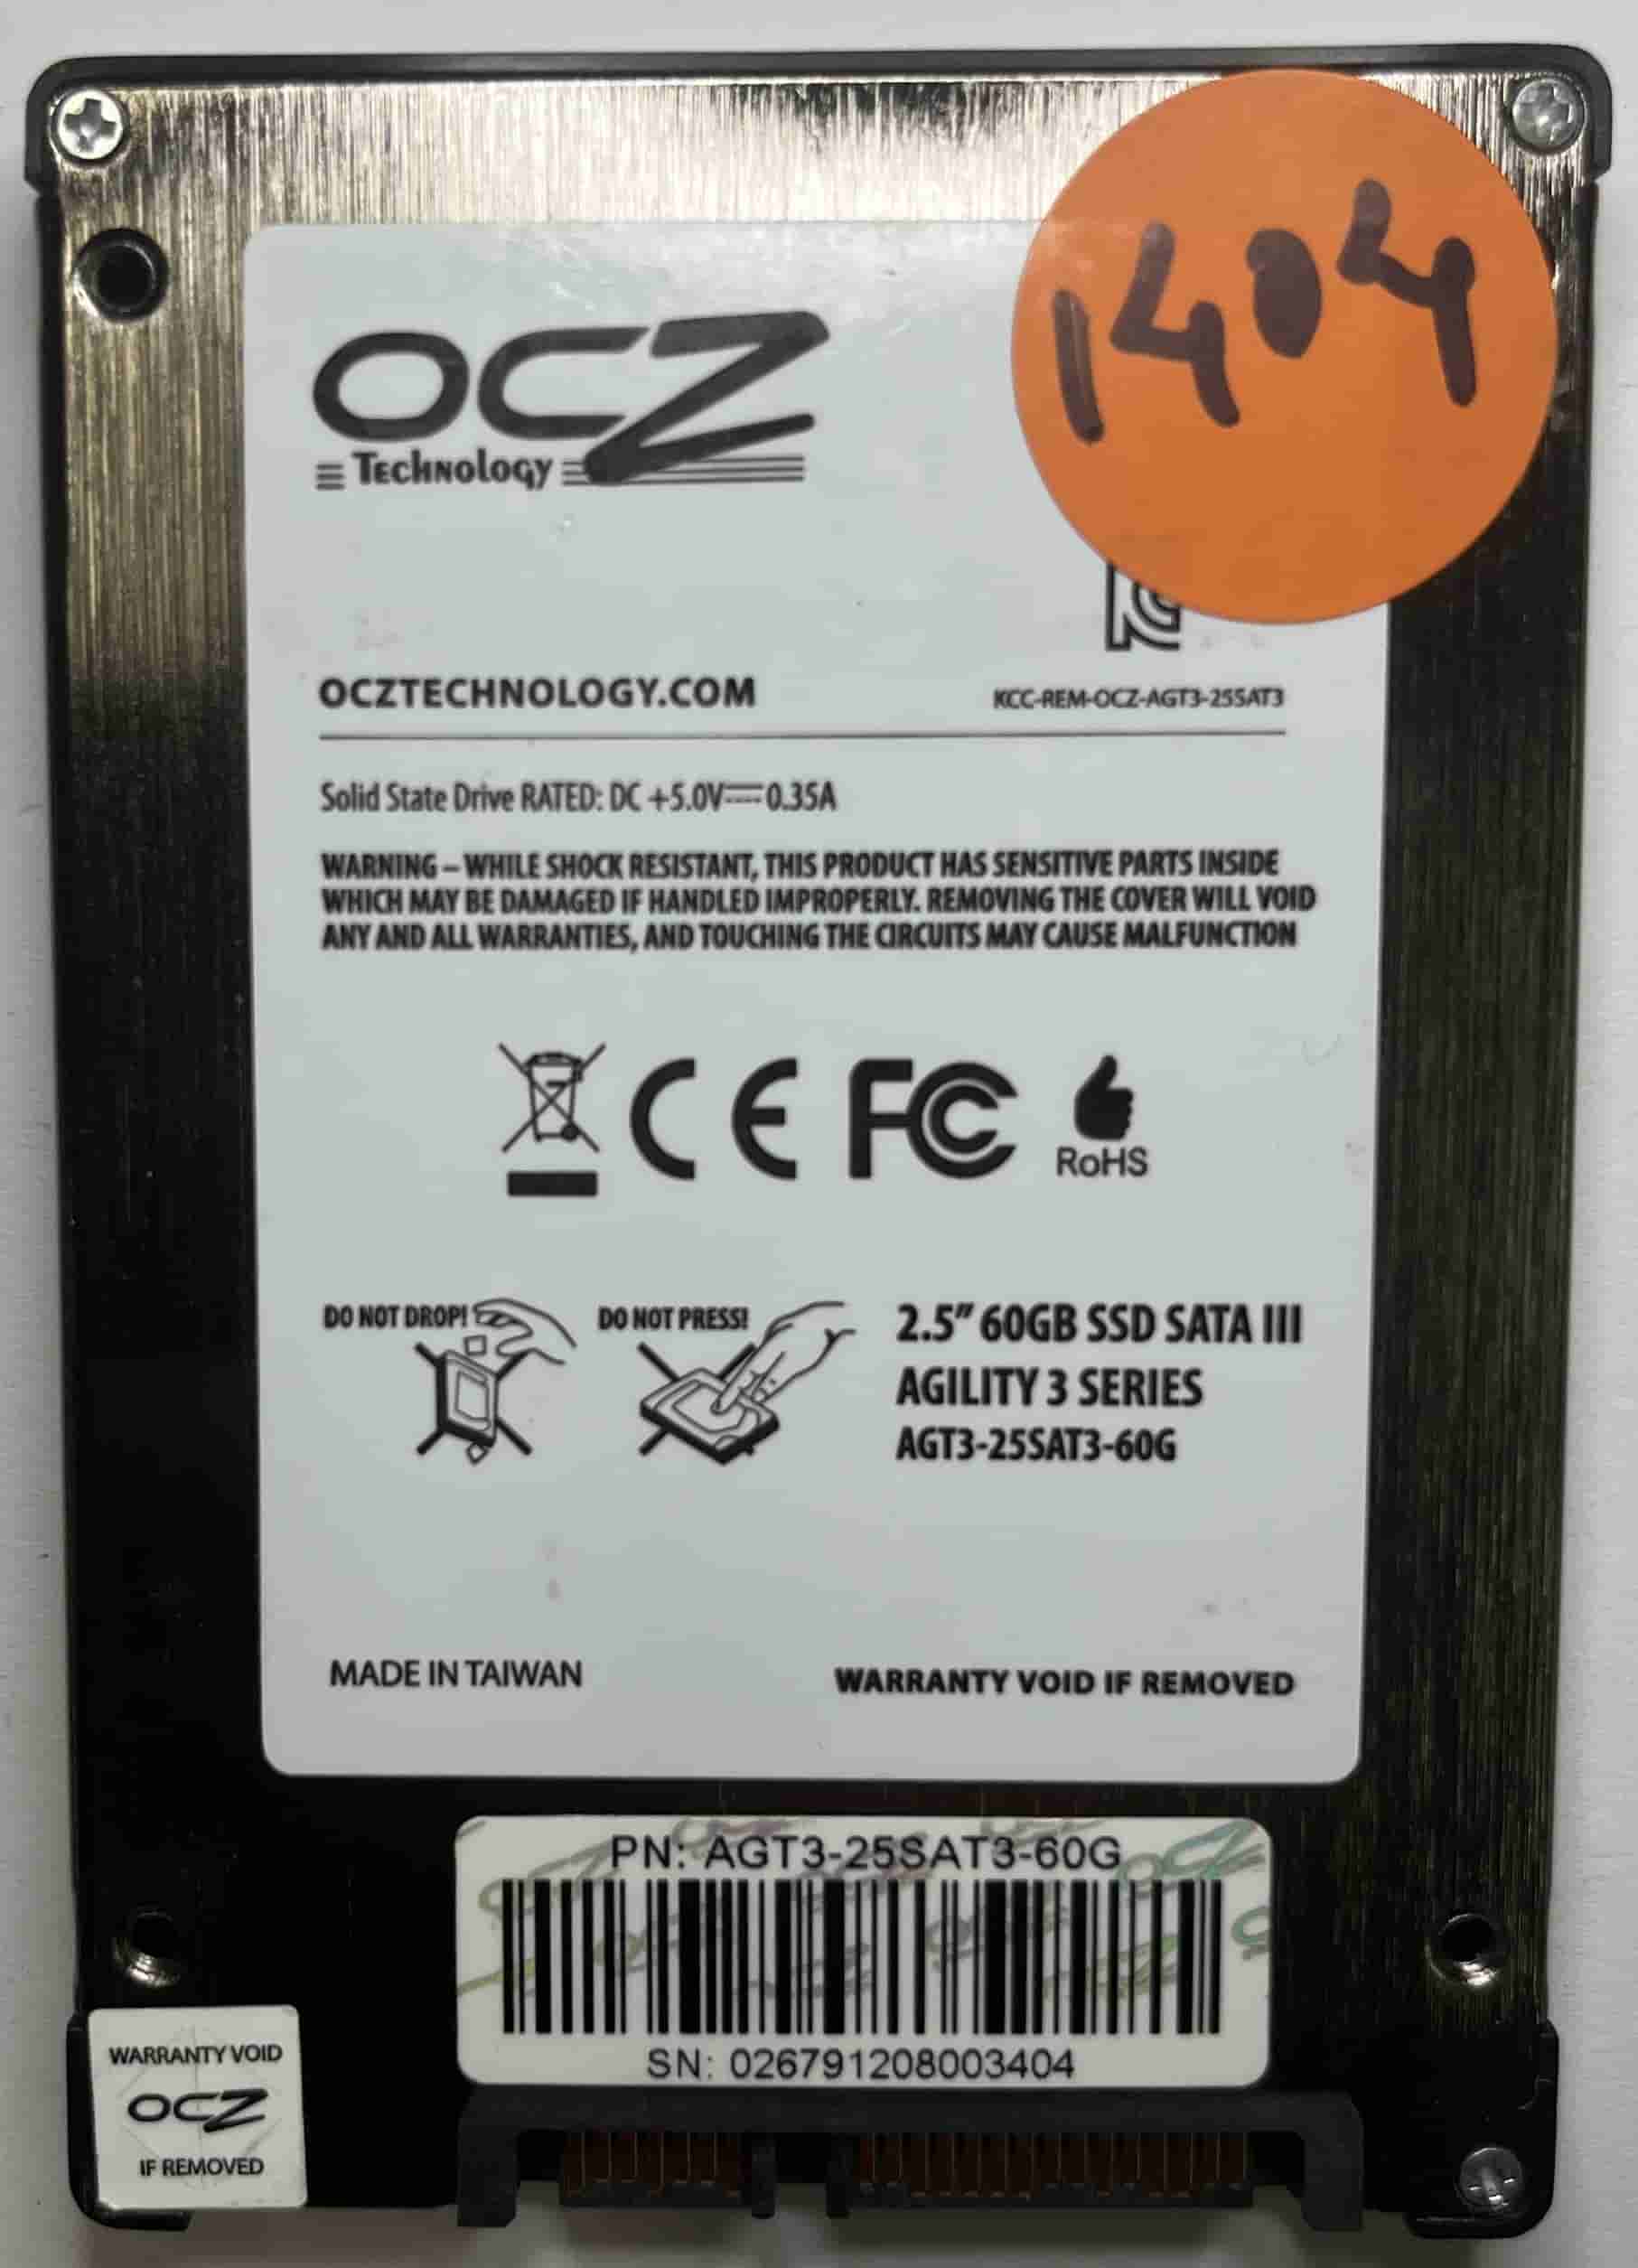 1404
OCZ
Technology
OCZTECHNOLOGY.COM
KCC-REM-OCZ-AGT3-25SAT3
Solid State Drive RATED: DC +5.0V⎓0.35A
WARNING – WHILE SHOCK RESISTANT, THIS PRODUCT HAS SENSITIVE PARTS INSIDE
WHICH MAY BE DAMAGED IF HANDLED IMPROPERLY. REMOVING THE COVER WILL VOID
ANY AND ALL WARRANTIES, AND TOUCHING THE CIRCUITS MAY CAUSE MALFUNCTION
CE FC
RoHS
DO NOT DROP! DO NOT PRESS!
2.5" 60GB SSD SATA III
AGILITY 3 SERIES
AGT3-25SAT3-60G
MADE IN TAIWAN
WARRANTY VOID IF REMOVED
PN: AGT3-25SAT3-60G
SN: 026791208003404
WARRANTY VOID
OCZ
IF REMOVED